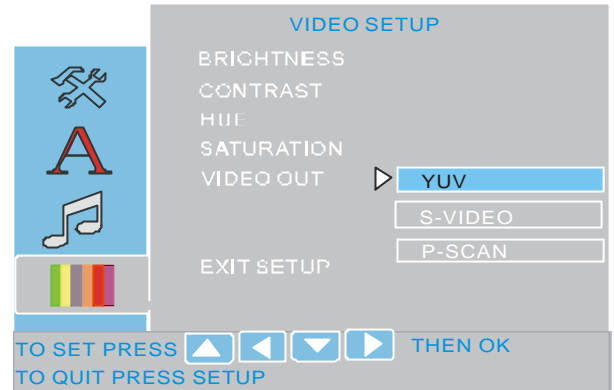 VIDEO SETUP
BRIGHTNESS
CONTRAST
HUE
SATURATION
VIDEO OUT
YUV
S-VIDEO
P-SCAN
EXIT SETUP
A
TO SET PRESS THEN OK
TO QUIT PRESS SETUP